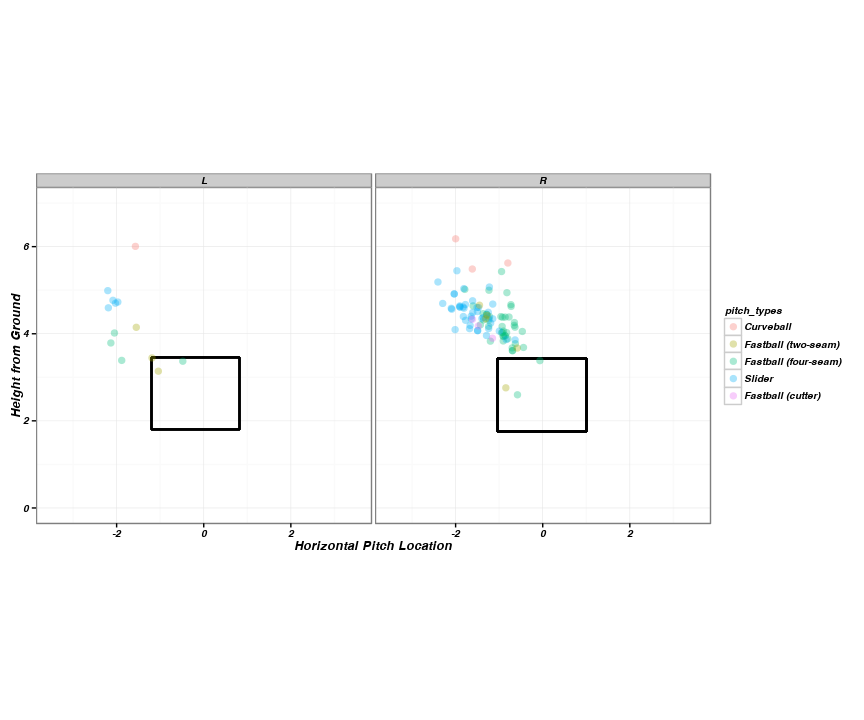 L
R
6
4
2
0
Height from Ground
-2
0
2
-2
0
2
Horizontal Pitch Location
pitch_types
Curveball
Fastball (two-seam)
Fastball (four-seam)
Slider
Fastball (cutter)